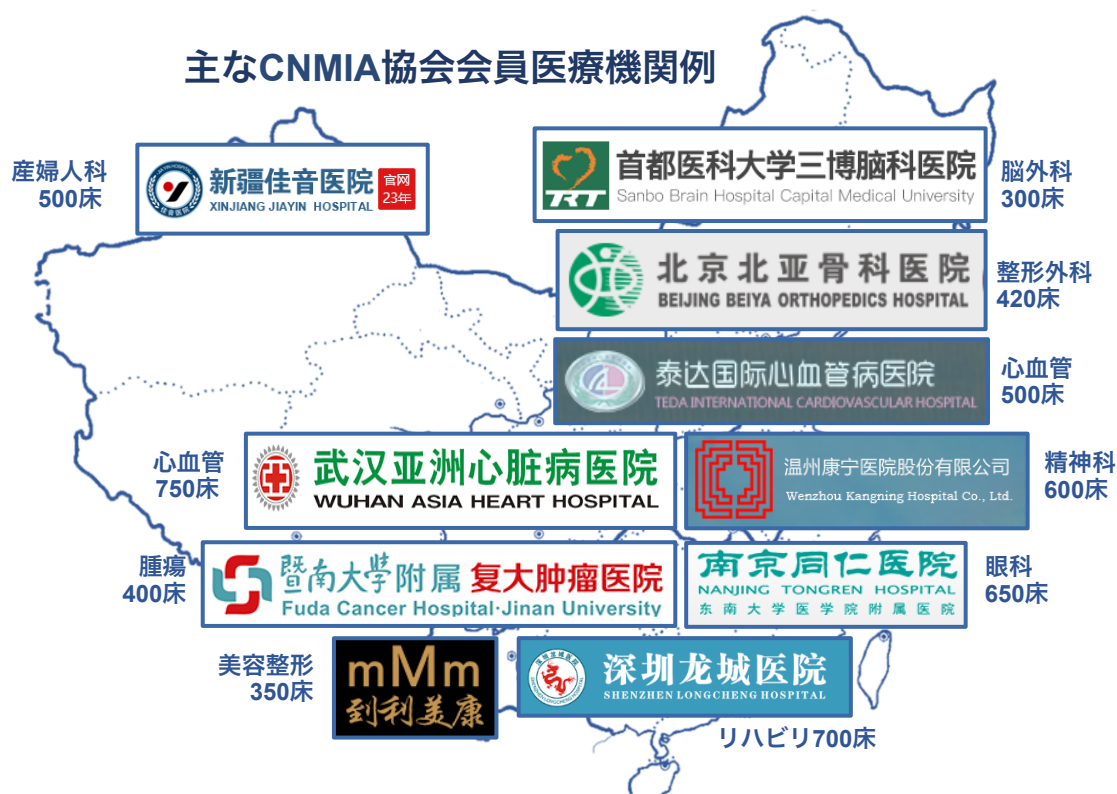 主なCNMIA協会会員医療機関例
産婦人科
500床
新疆佳音医院
XINJIANG JIAYIN HOSPITAL
官网
23年
佳音医院
首都医科大学三博脑科医院
Sanbo Brain Hospital Capital Medical University
TRT
脳外科
300床
北京北亚骨科医院
BEIJING BEIYA ORTHOPEDICS HOSPITAL
整形外科
420床
泰达国际心血管病医院
TEDA INTERNATIONAL CARDIOVASCULAR HOSPITAL
心血管
500床
心血管
750床
武汉亚洲心脏病医院
WUHAN ASIA HEART HOSPITAL
温州康宁医院股份有限公司
Wenzhou Kangning Hospital Co., Ltd.
精神科
600床
腫瘍
400床
暨南大學附属 复大肿瘤医院
Fuda Cancer Hospital·Jinan University
南京同仁医院
NANJING TONGREN HOSPITAL
东南大学医学院附属医院
眼科
650床
美容整形
350床
mMm
到利美康
深圳龙城医院
SHENZHEN LONGCHENG HOSPITAL
リハビリ700床